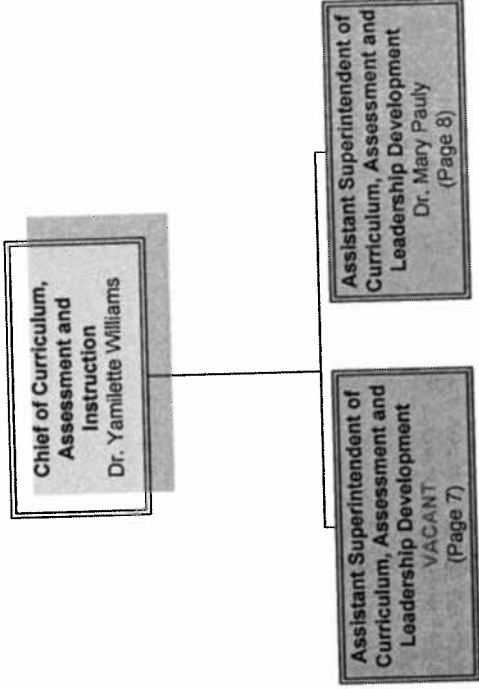 Chief of Curriculum,
Assessment and
Instruction
Dr. Yamilette Williams
Assistant Superintendent of
Curriculum, Assessment and
Leadership Development
VACANT
(Page 7)
Assistant Superintendent of
Curriculum, Assessment and
Leadership Development
Dr. Mary Pauly
(Page 8)